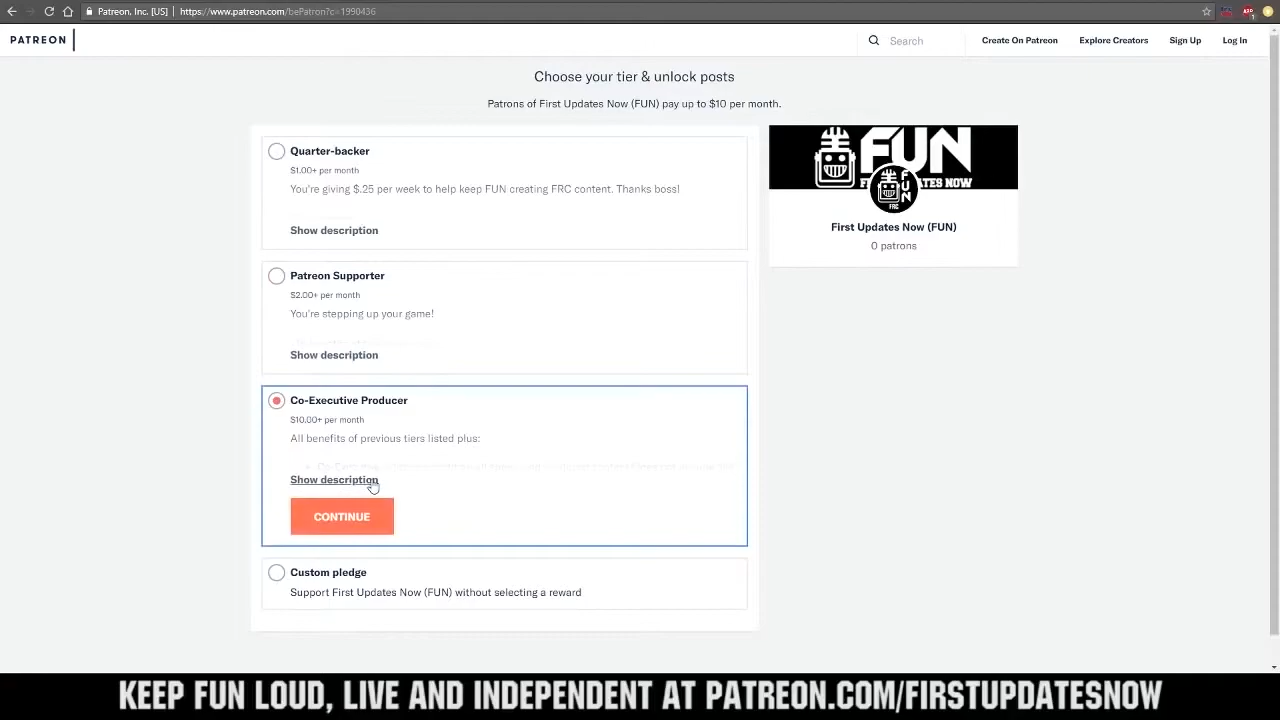 Patreon, Inc. [US] | https://www.patreon.com/bePatron?c=1990436
PATREON
Search
Create On Patreon
Explore Creators
Sign Up
Log In
Choose your tier & unlock posts
Patrons of First Updates Now (FUN) pay up to $10 per month.
Quarter-backer
$1.00+ per month
You're giving $.25 per week to help keep FUN creating FRC content. Thanks boss!
Show description
Patreon Supporter
$2.00+ per month
You're stepping up your game!
Show description
Co-Executive Producer
$10.00+ per month
All benefits of previous tiers listed plus:
Show description
CONTINUE
Custom pledge
Support First Updates Now (FUN) without selecting a reward
FUN
FUN
FRC
First Updates Now (FUN)
0 patrons
KEEP FUN LOUD, LIVE AND INDEPENDENT AT PATREON.COM/FIRSTUPDATESNOW